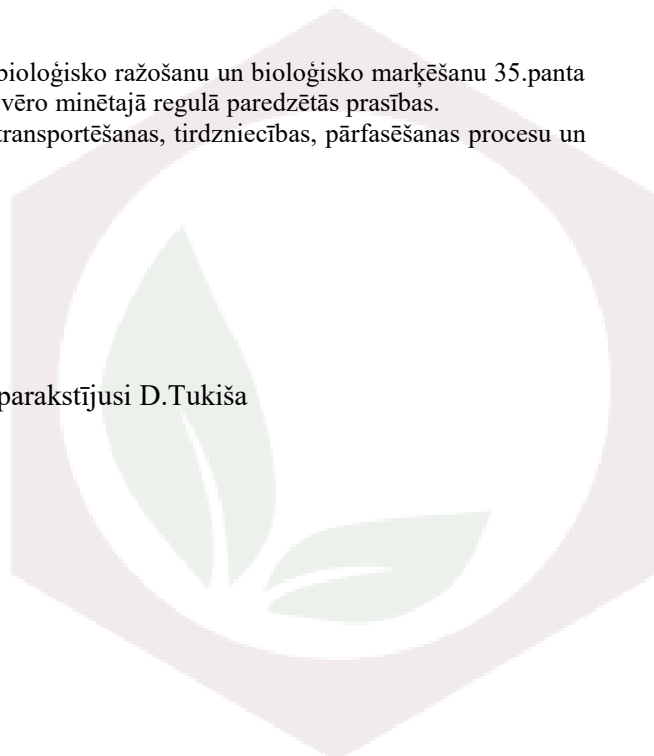 bioloģisko ražošanu un bioloģisko marķēšanu 35.panta
vēro minētajā regulā paredzētās prasības.
transportēšanas, tirdzniecības, pārfasēšanas procesu un
parakstījusi D.Tukiša